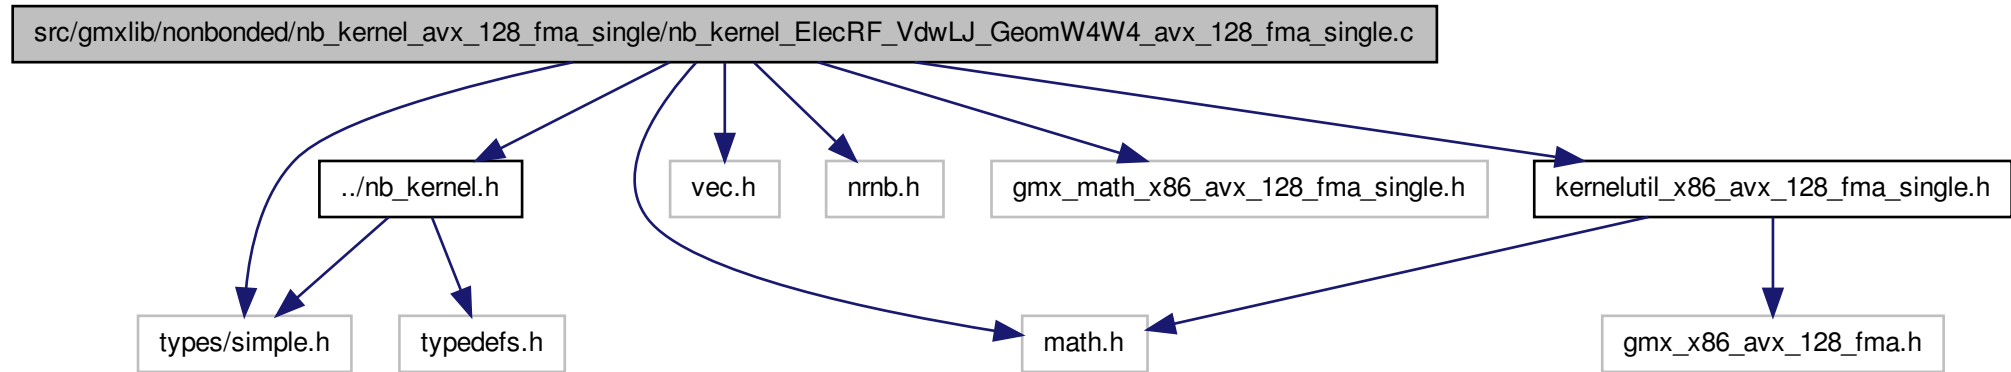 src/gmxlib/nonbonded/nb_kernel_avx_128_fma_single/nb_kernel_ElecRF_VdwLJ_GeomW4W4_avx_128_fma_single.c
../nb_kernel.h
vec.h
nrnb.h
gmx_math_x86_avx_128_fma_single.h
kernelutil_x86_avx_128_fma_single.h
types/simple.h
typedefs.h
math.h
gmx_x86_avx_128_fma.h